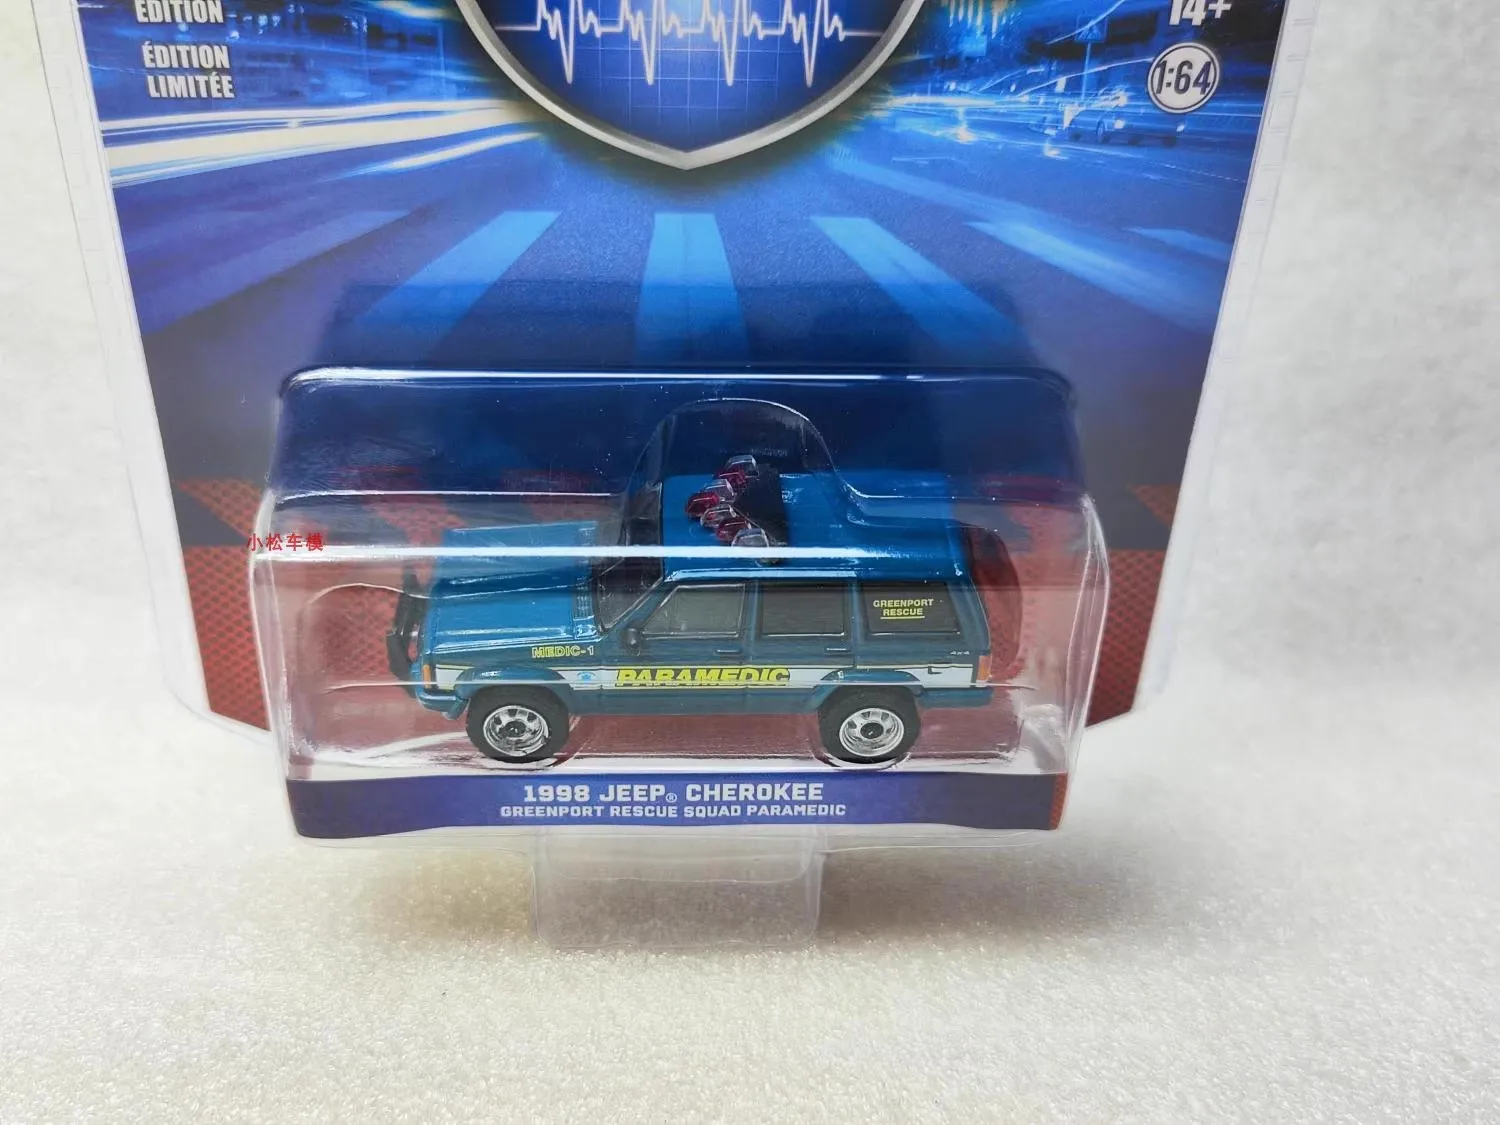 EDITION
ÉDITION
LIMITÉE
14+
1:64
小松车模
GREENPORT
RESCUE
MEDIC-1
4x4
PARAMEDIC
1998 JEEP® CHEROKEE
GREENPORT RESCUE SQUAD PARAMEDIC